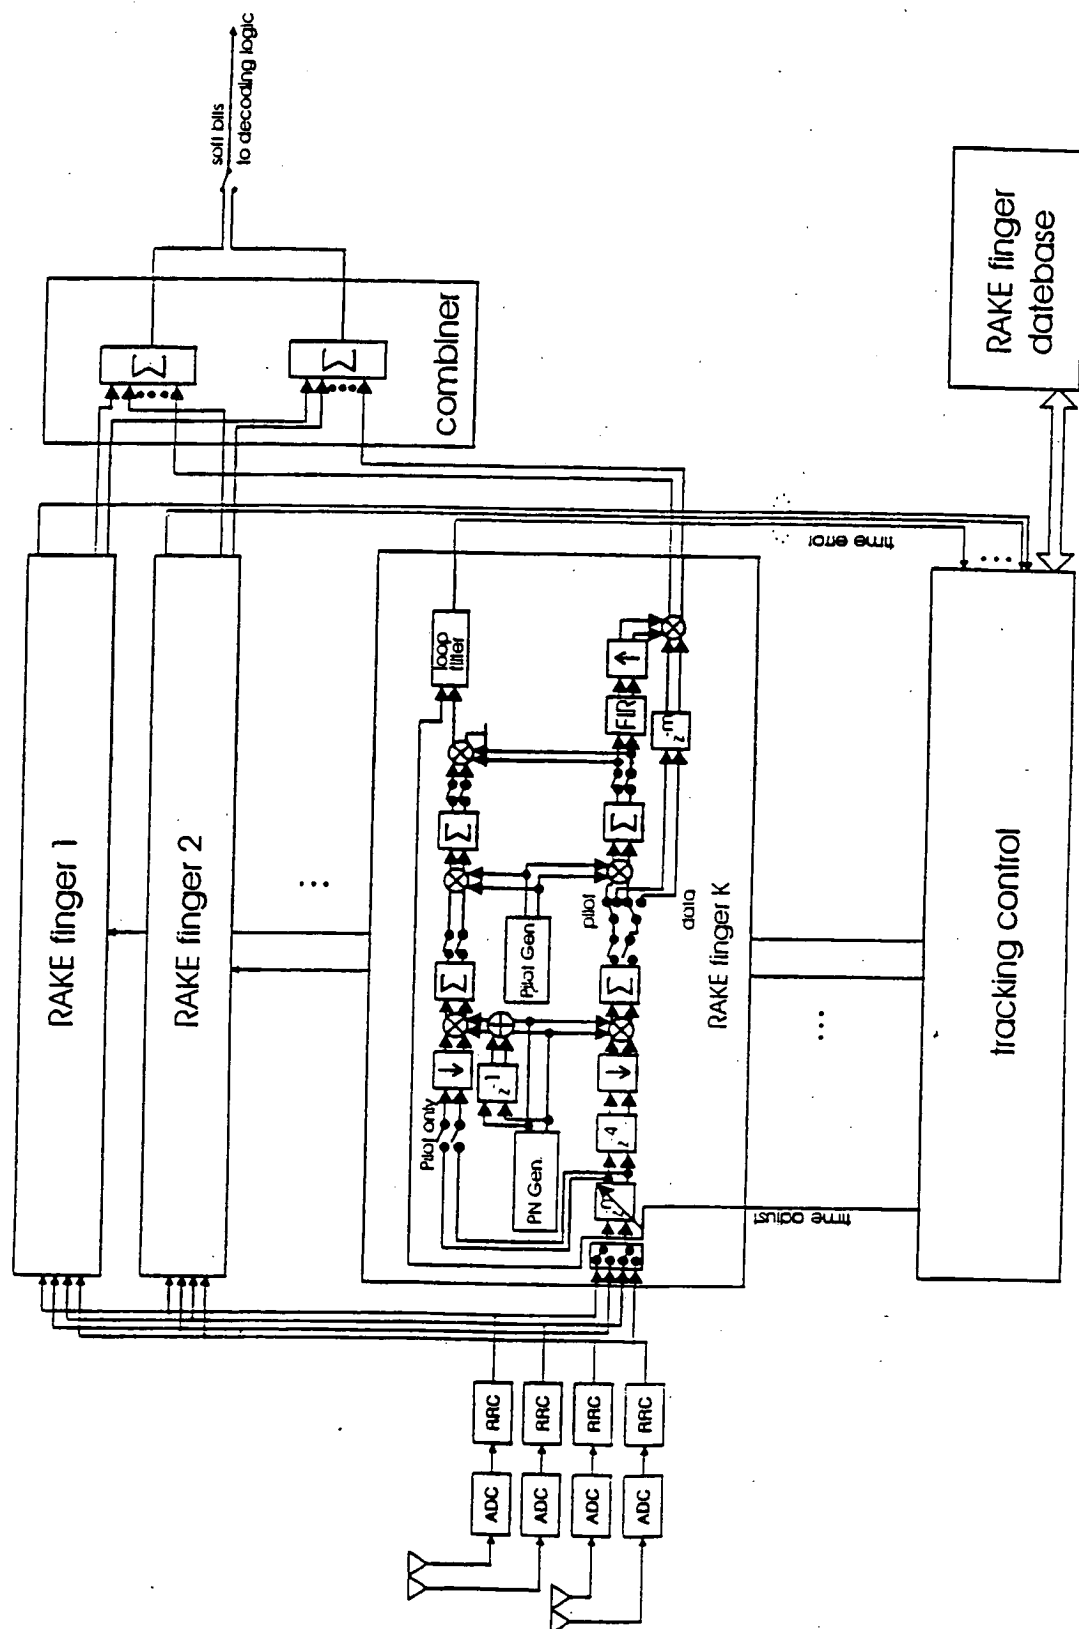 soft bits
to decoding logic
Σ
Σ
combiner
RAKE finger
datebase
RAKE finger 1
RAKE finger 2
RAKE finger K
loop
filter
Σ
Σ
Pilot Gen.
Pilot only
z-1
PN Gen.
FIR
z-m
Σ
pilot
data
Σ
z-4
time error
time adjust
tracking control
RRC
RRC
RRC
RRC
ADC
ADC
ADC
ADC